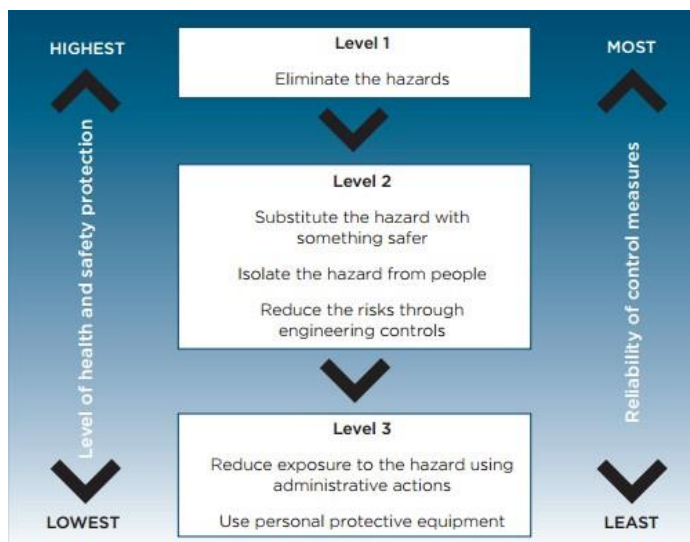 HIGHEST
Level 1
MOST
Eliminate the hazards
Level of health and safety protection
Level 2
Substitute the hazard with
something safer
Isolate the hazard from people
Reduce the risks through
engineering controls
Reliability of control measures
Level 3
Reduce exposure to the hazard using
administrative actions
Use personal protective equipment
LOWEST
LEAST